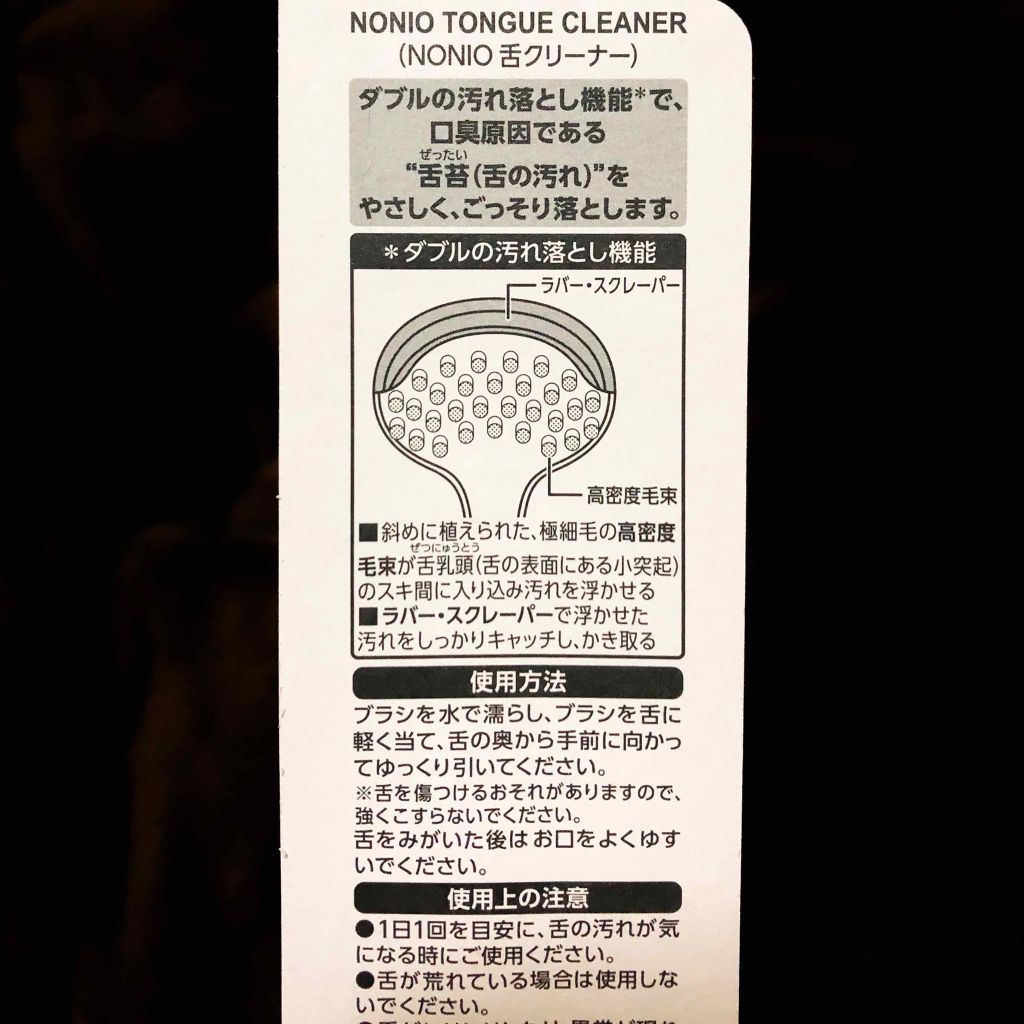 NONIO TONGUE CLEANER
(NONIO 舌クリーナー)
ダブルの汚れ落とし機能*で、
口臭原因である
ぜったい
“舌苔(舌の汚れ)”を
やさしく、ごっそり落とします。
*ダブルの汚れ落とし機能
ラバー・スクレーパー
高密度毛束
■斜めに植えられた、極細毛の高密度
ぜつにゅうとう
毛束が舌乳頭(舌の表面にある小突起)
のスキ間に入り込み汚れを浮かせる
■ラバー・スクレーパーで浮かせた
汚れをしっかりキャッチし、かき取る
使用方法
ブラシを水で濡らし、ブラシを舌に
軽く当て、舌の奥から手前に向かっ
てゆっくり引いてください。
※舌を傷つけるおそれがありますので、
強くこすらないでください。
舌をみがいた後はお口をよくゆす
いでください。
使用上の注意
●1日1回を目安に、舌の汚れが気
になる時にご使用ください。
●舌が荒れている場合は使用しな
いでください。